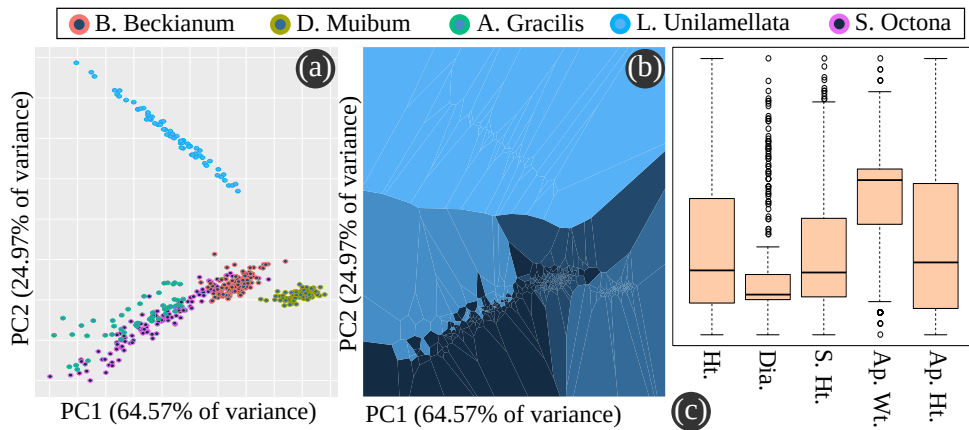 B. Beckianum D. Muibum A. Gracilis L. Unilamellata S. Octona
(a)
PC2 (24.97% of variance)
PC1 (64.57% of variance)
(b)
PC2 (24.97% of variance)
PC1 (64.57% of variance)
Ht.
Dia.
S. Ht.
Ap. Wt.
Ap. Ht.
(c)